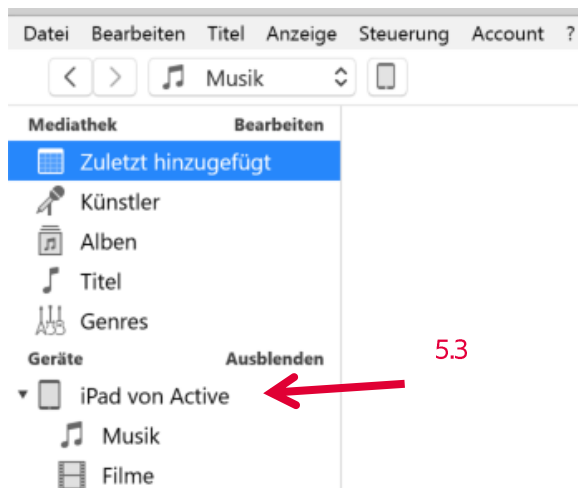 Datei Bearbeiten Titel Anzeige Steuerung Account ?
Musik
Mediathek Bearbeiten
Zuletzt hinzugefügt
Künstler
Alben
Titel
Genres
5.3
Geräte Ausblenden
iPad von Active
Musik
Filme